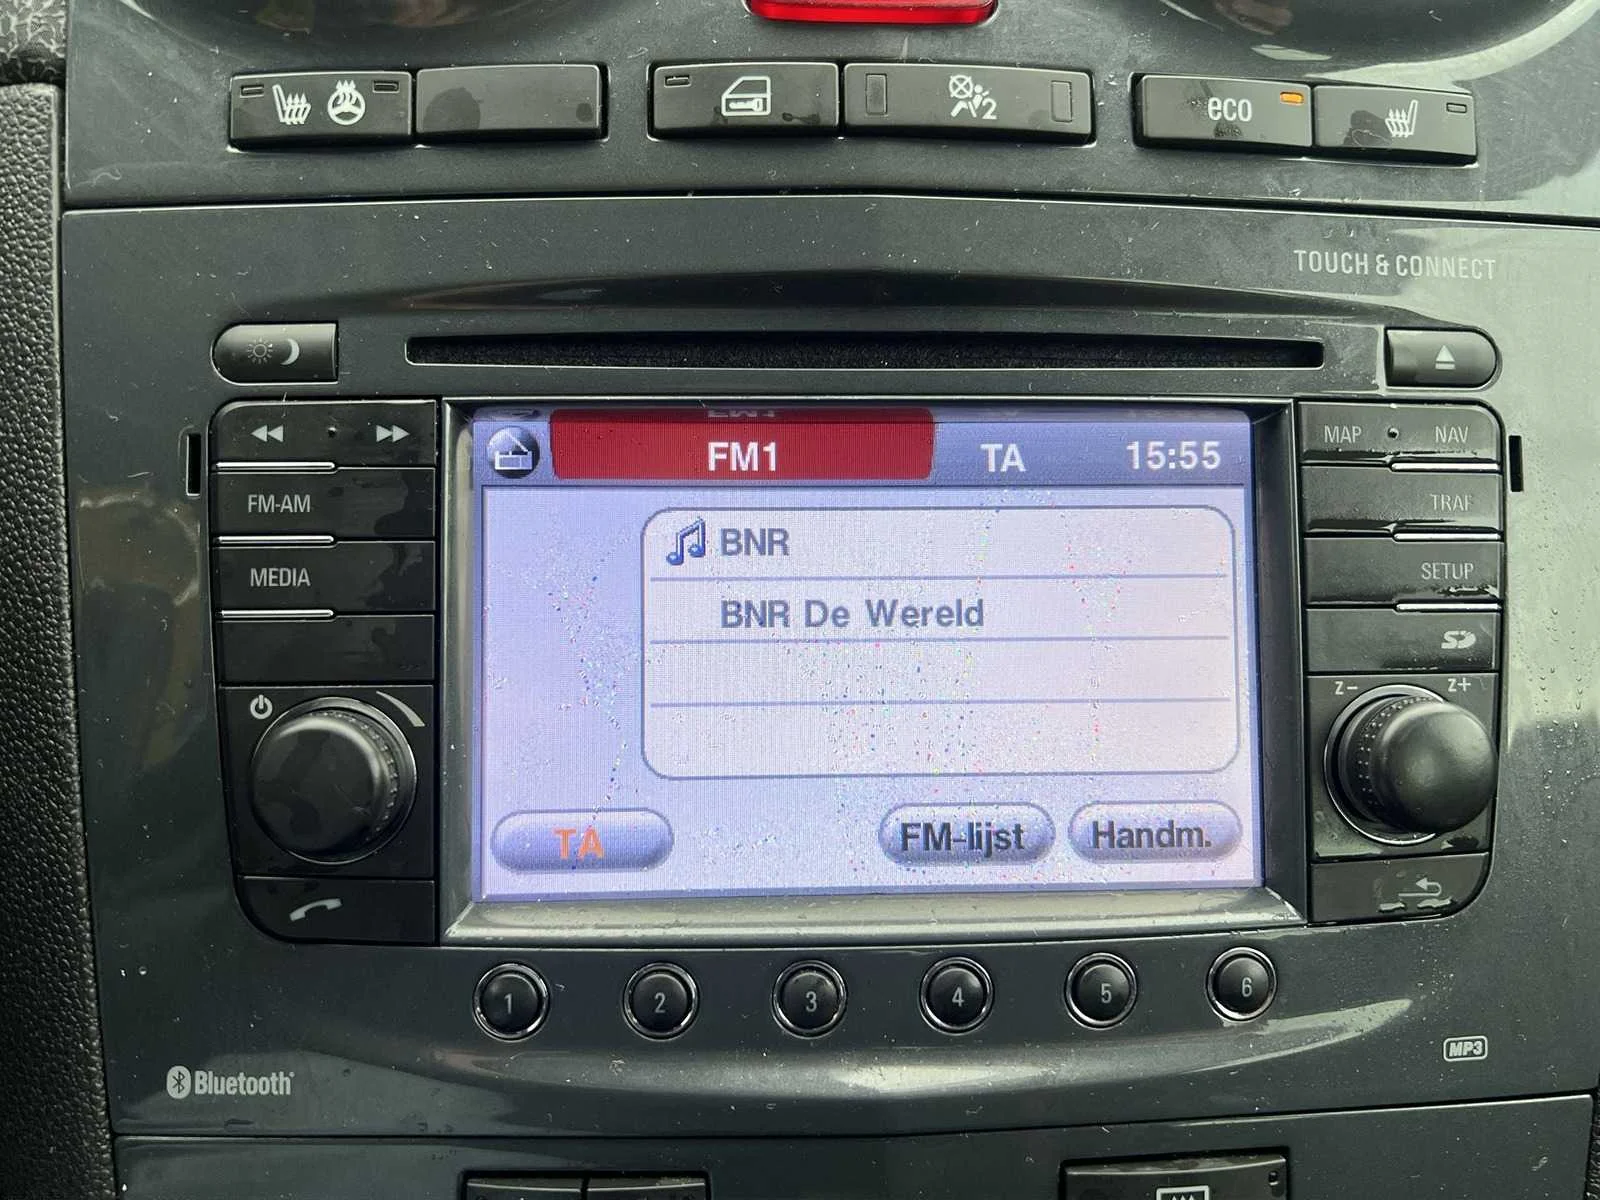 2
eco
TOUCH & CONNECT
FM1
TA
15:55
MAP
NAV
FM-AM
TRAF
BNR
MEDIA
SETUP
BNR De Wereld
SD
Z-
Z+
TA
FM-lijst
Handm.
1
2
3
4
5
6
MP3
Bluetooth